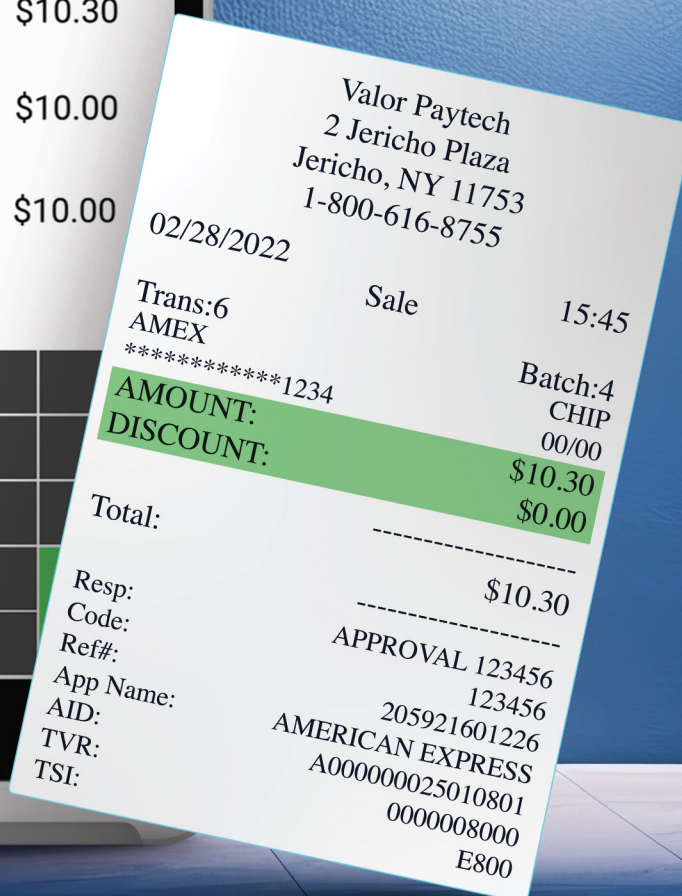 $10.30
$10.00
$10.00
Valor Paytech
2 Jericho Plaza
Jericho, NY 11753
1-800-616-8755
02/28/2022
Sale 15:45
Trans:6 Batch:4
AMEX CHIP
************1234 00/00
AMOUNT: $10.30
DISCOUNT: $0.00
--------------------
Total: $10.30
--------------------
Resp: APPROVAL 123456
Code: 123456
Ref#: 205921601226
App Name: AMERICAN EXPRESS
AID: A000000025010801
TVR: 0000008000
TSI: E800